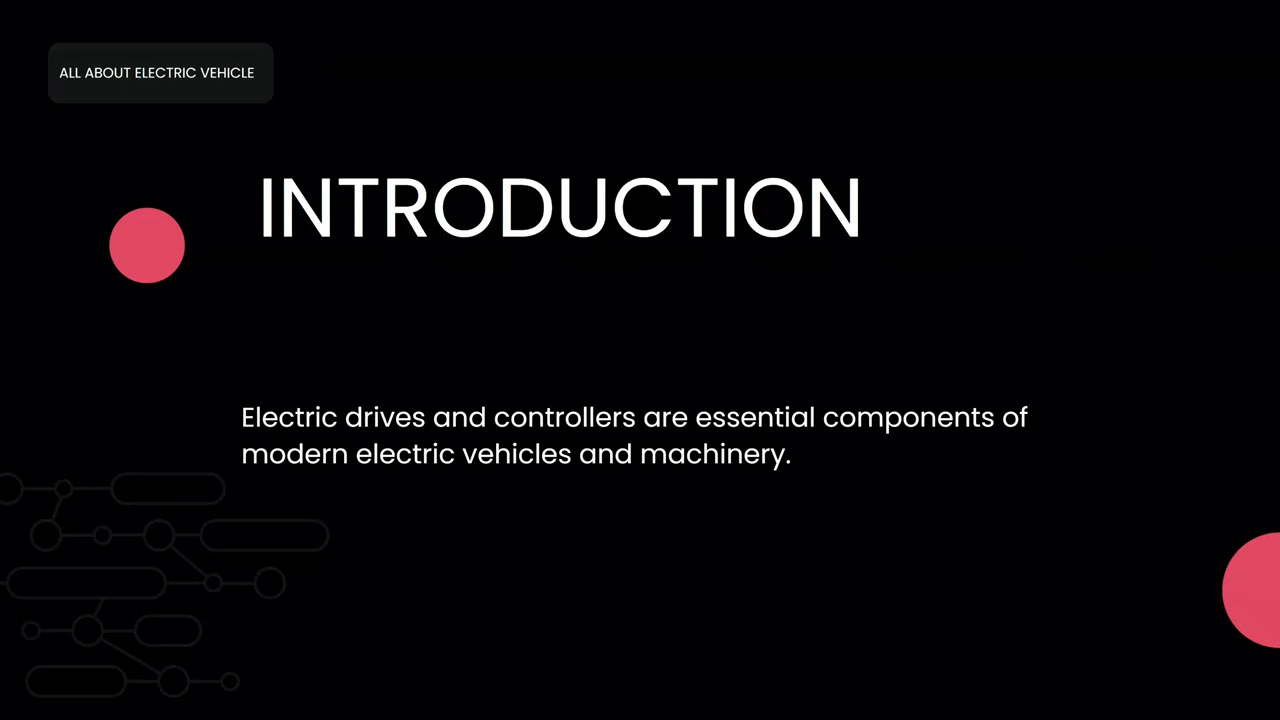 ALL ABOUT ELECTRIC VEHICLE
INTRODUCTION
Electric drives and controllers are essential components of
modern electric vehicles and machinery.